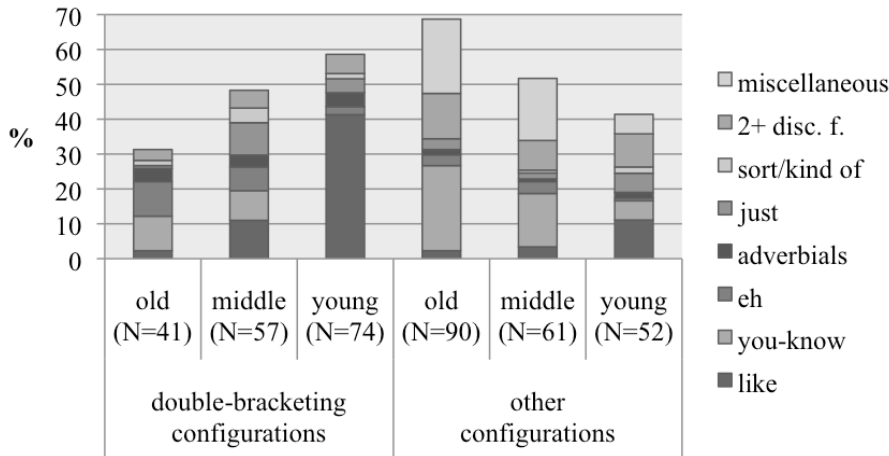 70
60
50
40
30
20
10
0
%
old middle young old middle young
(N=41) (N=57) (N=74) (N=90) (N=61) (N=52)
double-bracketing other
configurations configurations
miscellaneous
2+ disc. f.
sort/kind of
just
adverbials
eh
you-know
like